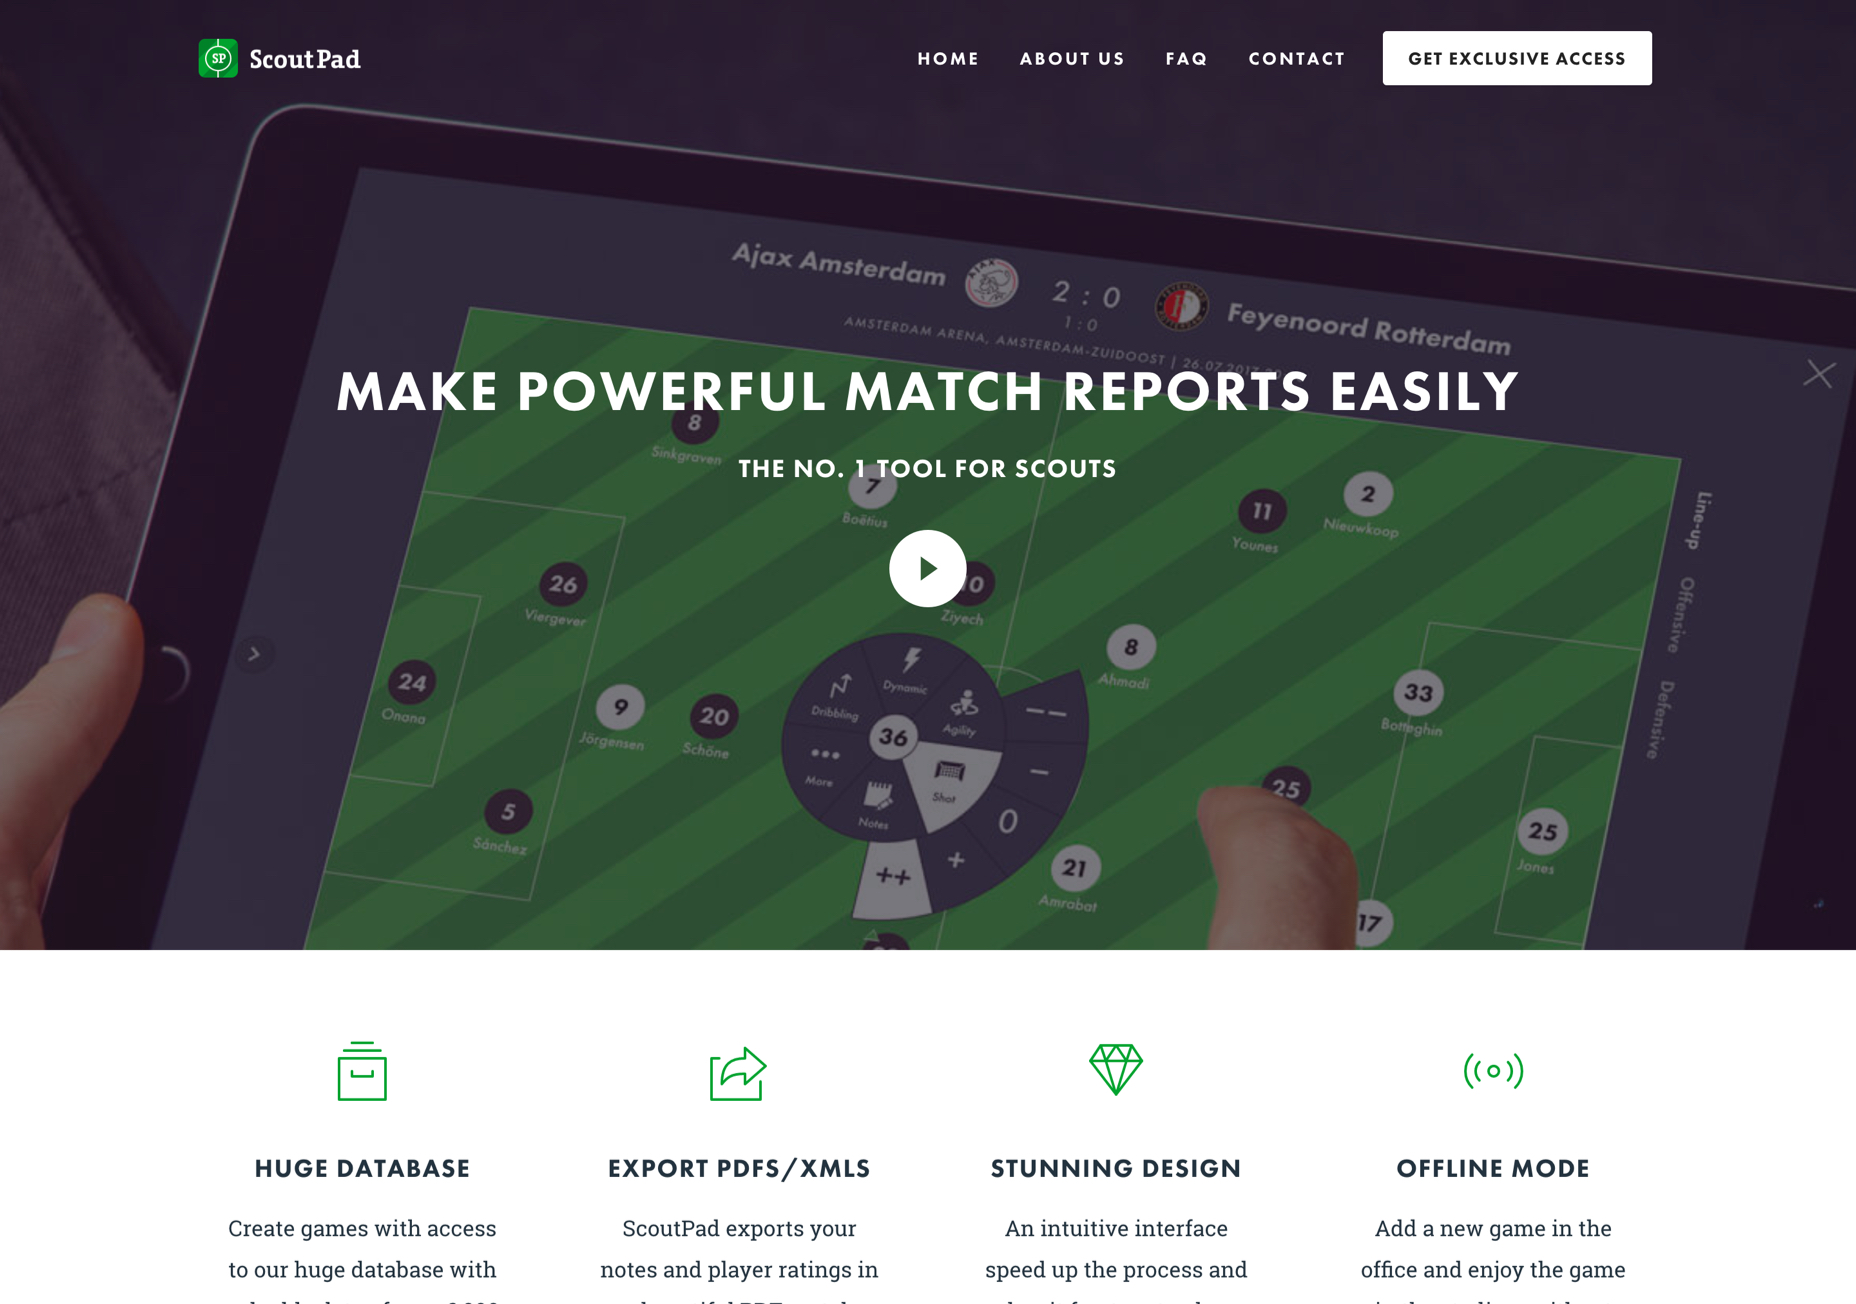 SP ScoutPad
HOME ABOUT US FAQ CONTACT GET EXCLUSIVE ACCESS
Ajax Amsterdam 2 : 0 Feyenoord Rotterdam
1 : 0
AMSTERDAM ARENA, AMSTERDAM-ZUIDOOST | 26.07.2017
MAKE POWERFUL MATCH REPORTS EASILY
THE NO. 1 TOOL FOR SCOUTS
8
Sinkgraven
7
Boëtius
11
Younes
2
Nieuwkoop
Line-up
Offensive
Defensive
26
Viergever
Ziyech
8
Ahmadi
24
Onana
9
Jörgensen
20
Schöne
33
Botteghin
Dynamic
Dribbling
Agility
36
More
Shot
Notes
– –
–
0
+
++
5
Sánchez
25
25
Jones
21
Amrabat
17
HUGE DATABASE
Create games with access
to our huge database with
EXPORT PDFS/XMLS
ScoutPad exports your
notes and player ratings in
STUNNING DESIGN
An intuitive interface
speed up the process and
OFFLINE MODE
Add a new game in the
office and enjoy the game